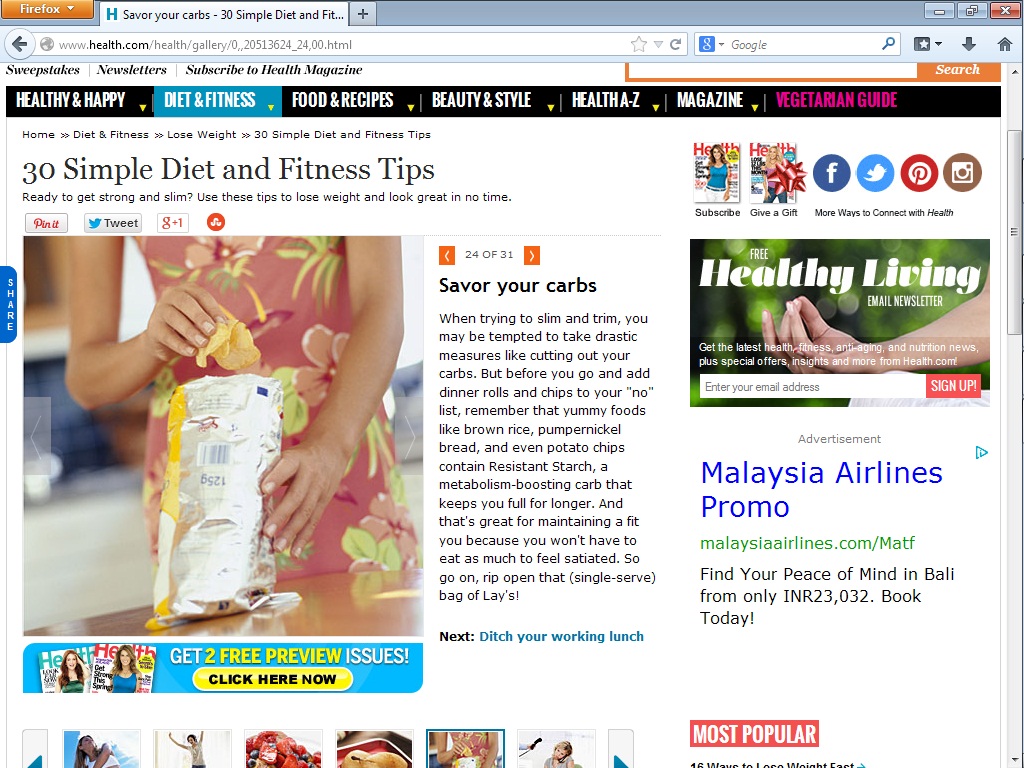 Firefox
Savor your carbs - 30 Simple Diet and Fit...
www.health.com/health/gallery/0,,20513624_24,00.html
Google
Sweepstakes
Newsletters
Subscribe to Health Magazine
Search
HEALTHY & HAPPY
DIET & FITNESS
FOOD & RECIPES
BEAUTY & STYLE
HEALTH A-Z
MAGAZINE
VEGETARIAN GUIDE
Home >> Diet & Fitness >> Lose Weight >> 30 Simple Diet and Fitness Tips
30 Simple Diet and Fitness Tips
Ready to get strong and slim? Use these tips to lose weight and look great in no time.
Pin it
Tweet
g+1
SHARE
125g
24 OF 31
Savor your carbs
When trying to slim and trim, you
may be tempted to take drastic
measures like cutting out your
carbs. But before you go and add
dinner rolls and chips to your "no"
list, remember that yummy foods
like brown rice, pumpernickel
bread, and even potato chips
contain Resistant Starch, a
metabolism-boosting carb that
keeps you full for longer. And
that's great for maintaining a fit
you because you won't have to
eat as much to feel satiated. So
go on, rip open that (single-serve)
bag of Lay's!
Next: Ditch your working lunch
Health
Health
GET 2 FREE PREVIEW ISSUES!
CLICK HERE NOW
Health
Health
Subscribe
Give a Gift
More Ways to Connect with Health
FREE
Healthy Living
EMAIL NEWSLETTER
Get the latest health, fitness, anti-aging, and nutrition news,
plus special offers, insights and more from Health.com!
Enter your email address
SIGN UP!
Advertisement
Malaysia Airlines
Promo
malaysiaairlines.com/Matf
Find Your Peace of Mind in Bali
from only INR23,032. Book
Today!
MOST POPULAR
16 Ways to Lose Weight Fast